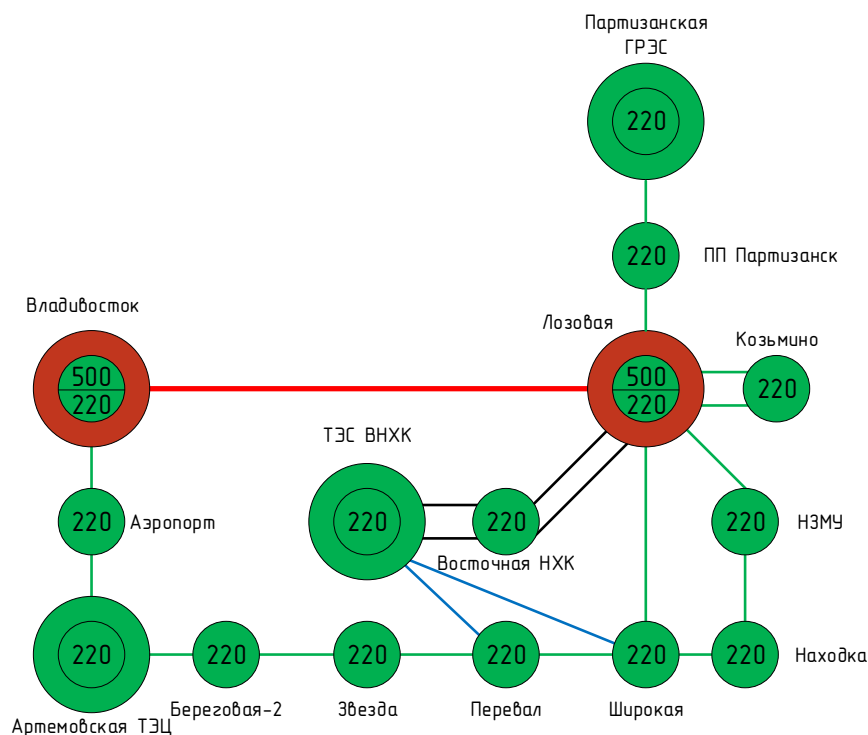 Партизанская
ГРЭС
220
220
ПП Партизанск
Владивосток
Лозовая
Козьмино
500
220
500
220
220
ТЭС ВНХК
220
Аэропорт
220
220
Восточная НХК
220
НЗМУ
220
220
220
220
220
220
Находка
Артемовская ТЭЦ
Береговая-2
Звезда
Перевал
Широкая